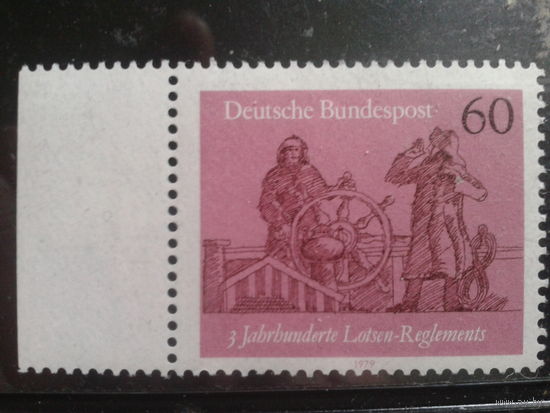 Deutsche Bundespost
60
3 Jahrhunderte Lotsen-Reglements
1979